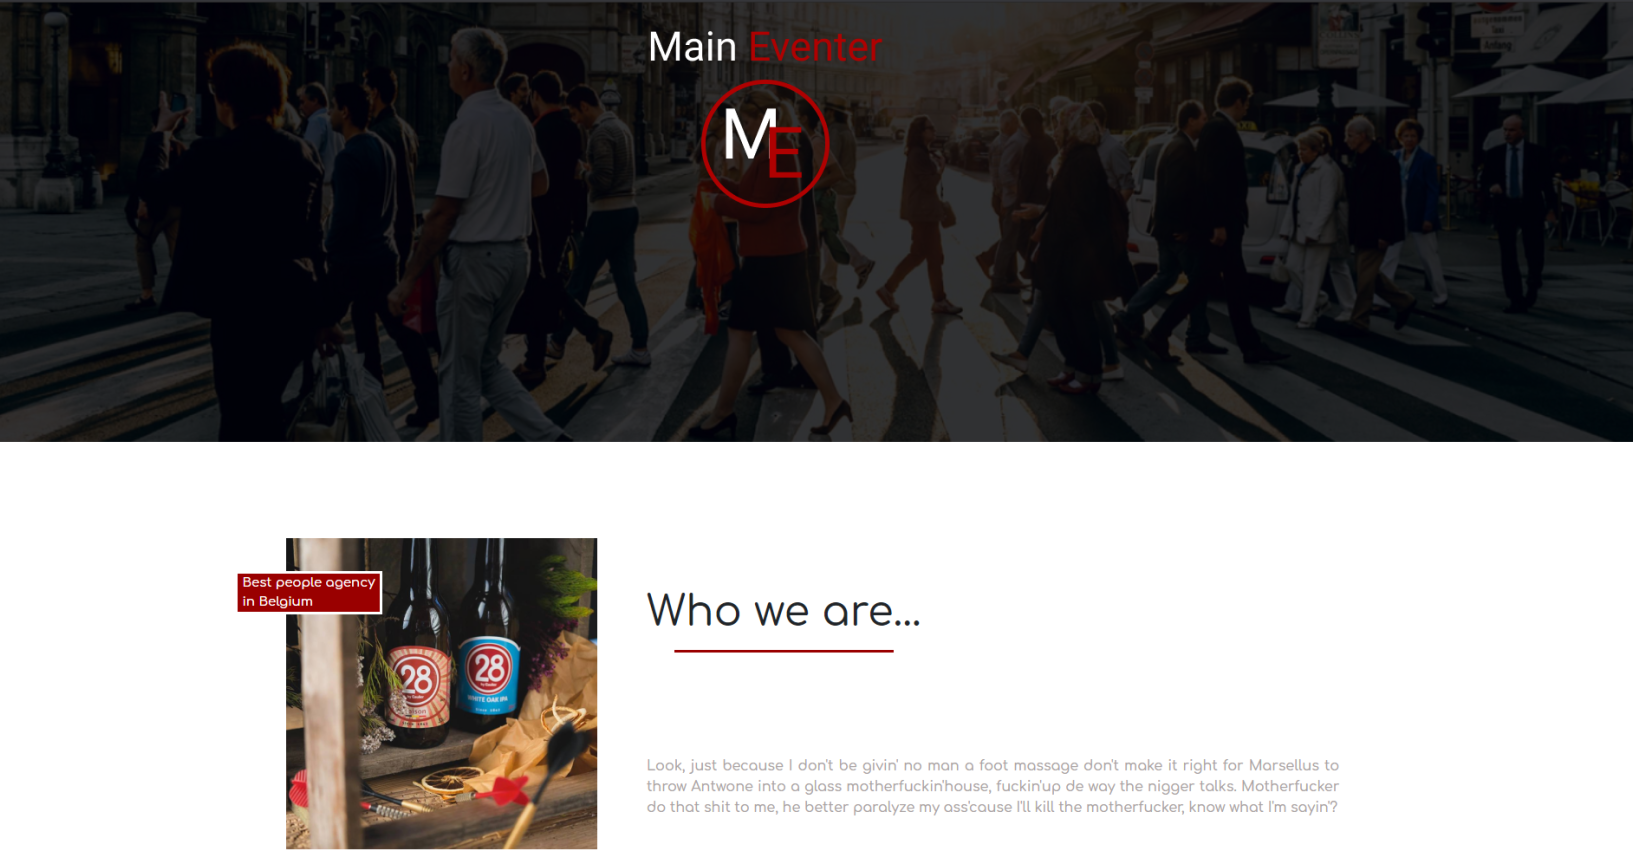 Main Eventer
ME
Best people agency
in Belgium
28
28
WHITE OAK IPA
Who we are...
Look, just because I don't be givin' no man a foot massage don't make it right for Marsellus to
throw Antwone into a glass motherfuckin'house, fuckin'up de way the nigger talks. Motherfucker
do that shit to me, he better paralyze my ass'cause I'll kill the motherfucker, know what I'm sayin'?